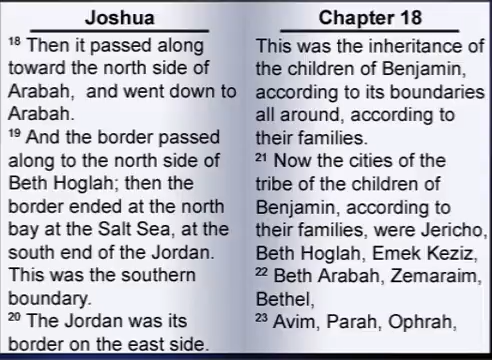 Joshua
¹⁸ Then it passed along
toward the north side of
Arabah,  and went down to
Arabah.
¹⁹ And the border passed
along to the north side of
Beth Hoglah; then the
border ended at the north
bay at the Salt Sea, at the
south end of the Jordan.
This was the southern
boundary.
²⁰ The Jordan was its
border on the east side.
Chapter 18
This was the inheritance of
the children of Benjamin,
according to its boundaries
all around, according to
their families.
²¹ Now the cities of the
tribe of the children of
Benjamin, according to
their families, were Jericho,
Beth Hoglah, Emek Keziz,
²² Beth Arabah, Zemaraim,
Bethel,
²³ Avim, Parah, Ophrah,